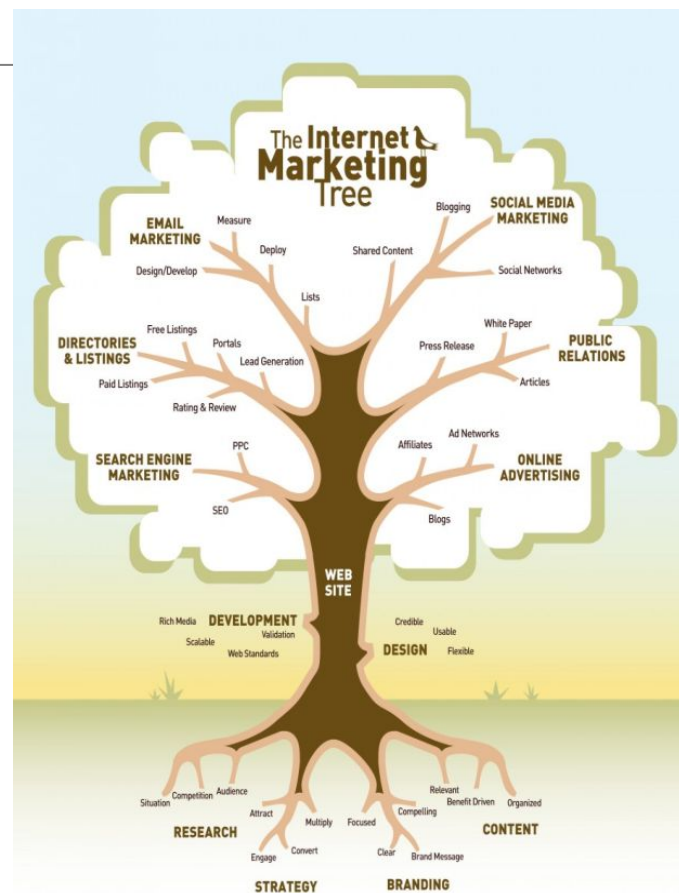 The Internet
Marketing
Tree
EMAIL
MARKETING
Measure
Deploy
Design/Develop
Lists
Blogging
SOCIAL MEDIA
MARKETING
Shared Content
Social Networks
DIRECTORIES
& LISTINGS
Free Listings
Portals
Lead Generation
Paid Listings
Rating & Review
White Paper
Press Release
PUBLIC
RELATIONS
Articles
SEARCH ENGINE
MARKETING
PPC
SEO
Affiliates
Ad Networks
ONLINE
ADVERTISING
Blogs
WEB
SITE
Rich Media
DEVELOPMENT
Validation
Scalable
Web Standards
Credible
Usable
DESIGN
Flexible
Situation
Competition
Audience
RESEARCH
Attract
Multiply
Engage
Convert
STRATEGY
Focused
Compelling
Clear
Brand Message
BRANDING
Relevant
Benefit Driven
Organized
CONTENT